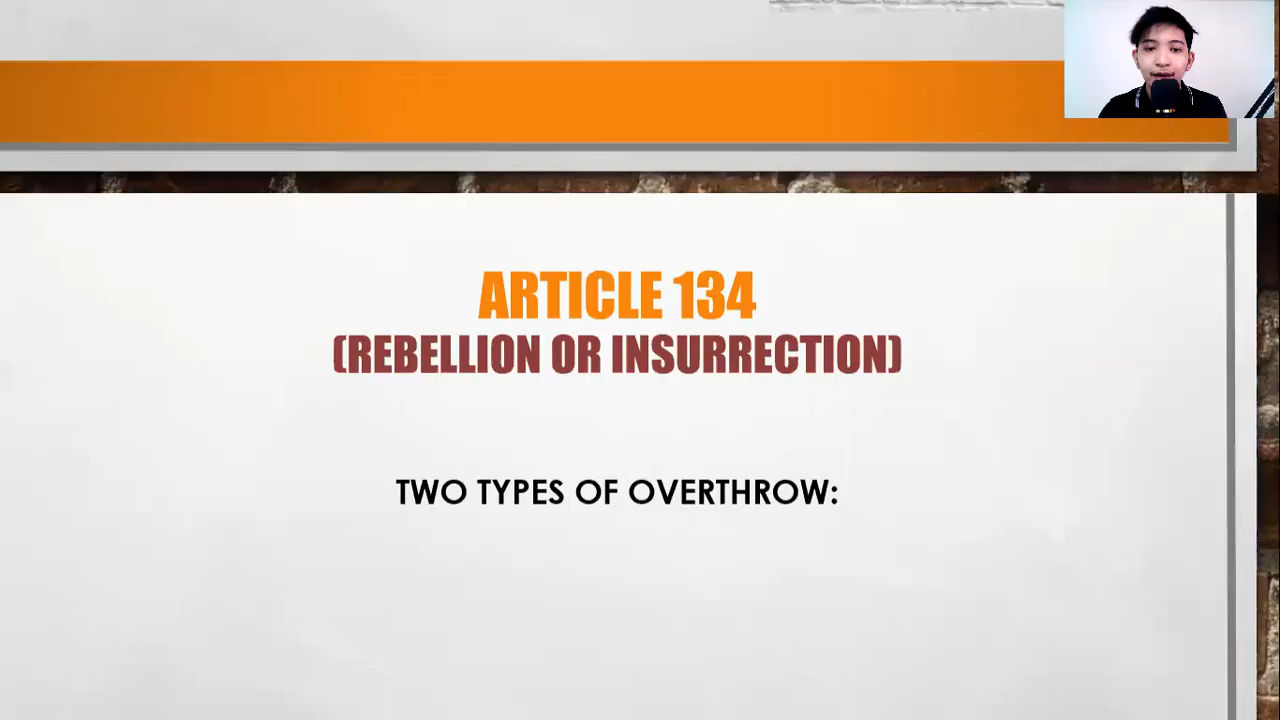 ARTICLE 134
(REBELLION OR INSURRECTION)
TWO TYPES OF OVERTHROW: